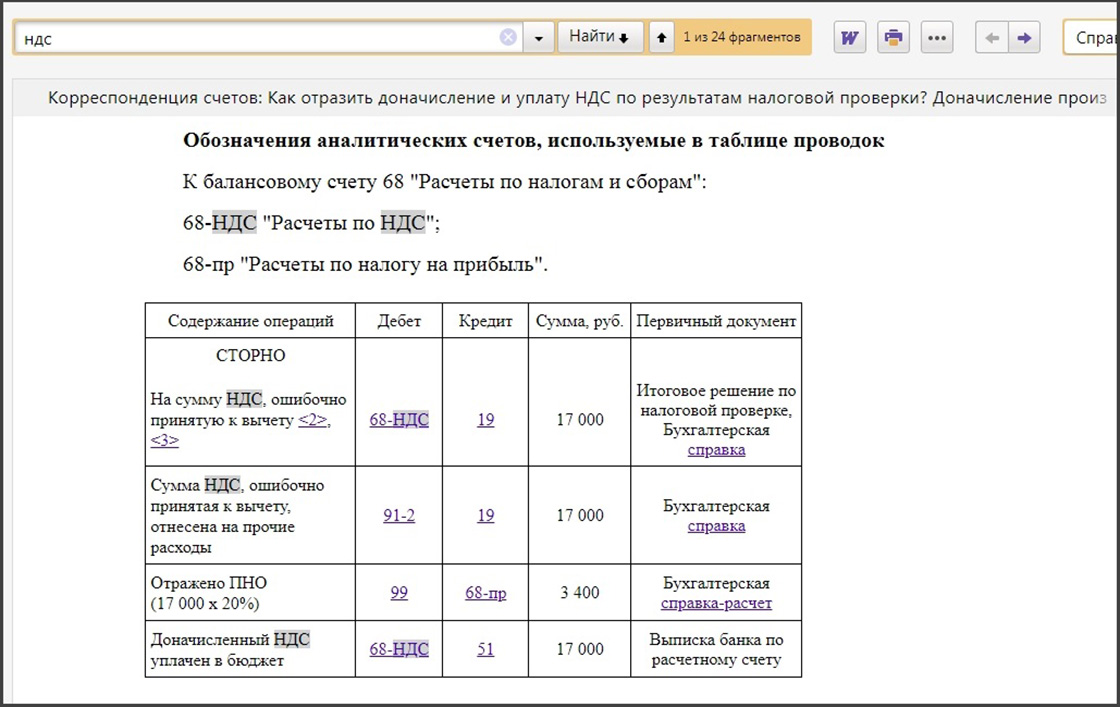 ндс
Найти
1 из 24 фрагментов
W
Спра
Корреспонденция счетов: Как отразить доначисление и уплату НДС по результатам налоговой проверки? Доначисление произ
Обозначения аналитических счетов, используемые в таблице проводок
К балансовому счету 68 "Расчеты по налогам и сборам":
68-НДС "Расчеты по НДС";
68-пр "Расчеты по налогу на прибыль".
Содержание операций Дебет Кредит Сумма, руб. Первичный документ
СТОРНО
На сумму НДС, ошибочно
принятую к вычету <2>,
<3>
68-НДС
19
17 000
Итоговое решение по
налоговой проверке,
Бухгалтерская
справка
Сумма НДС, ошибочно
принятая к вычету,
отнесена на прочие
расходы
91-2
19
17 000
Бухгалтерская
справка
Отражено ПНО
(17 000 x 20%)
99
68-пр
3 400
Бухгалтерская
справка-расчет
Доначисленный НДС
уплачен в бюджет
68-НДС
51
17 000
Выписка банка по
расчетному счету